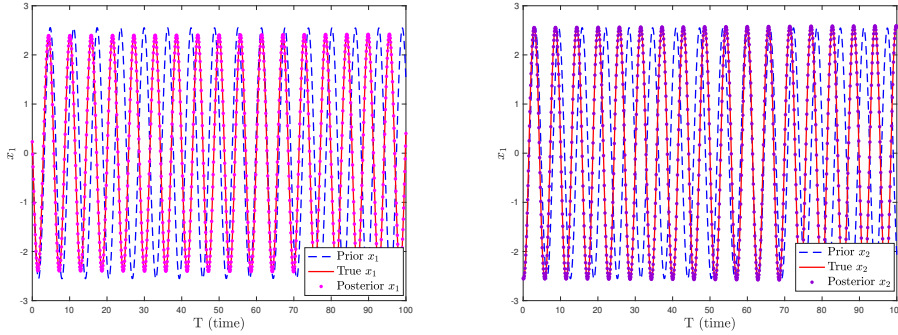 3
2
1
0
-1
-2
-3
x1
0 10 20 30 40 50 60 70 80 90 100
T (time)
Prior x1
True x1
Posterior x1
3
2
1
0
-1
-2
-3
x1
0 10 20 30 40 50 60 70 80 90 100
T (time)
Prior x2
True x2
Posterior x2